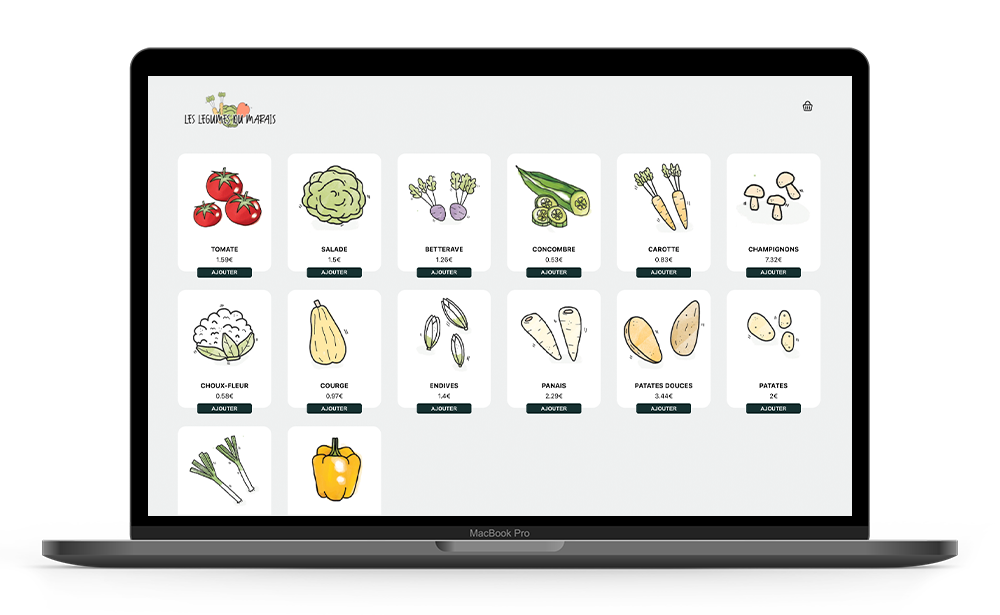 LES LEGUMES DU MARAIS
TOMATE
1.59€
AJOUTER
SALADE
1.5€
AJOUTER
BETTERAVE
1.26€
AJOUTER
CONCOMBRE
0.53€
AJOUTER
CAROTTE
0.83€
AJOUTER
CHAMPIGNONS
7.32€
AJOUTER
CHOUX-FLEUR
0.58€
AJOUTER
COURGE
0.97€
AJOUTER
ENDIVES
1.4€
AJOUTER
PANAIS
2.29€
AJOUTER
PATATES DOUCES
3.44€
AJOUTER
PATATES
2€
AJOUTER
MacBook Pro